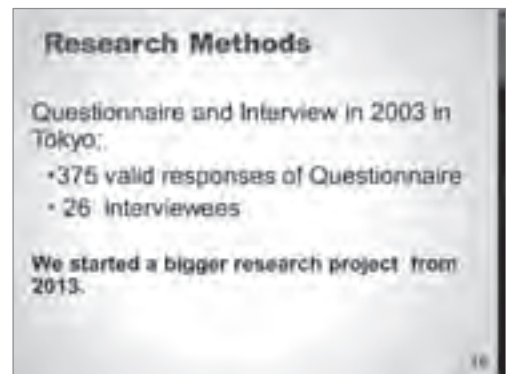 Research Methods
Questionnaire and Interview in 2003 in
Tokyo:
•375 valid responses of Questionnaire
• 26 interviewees
We started a bigger research project from
2013.